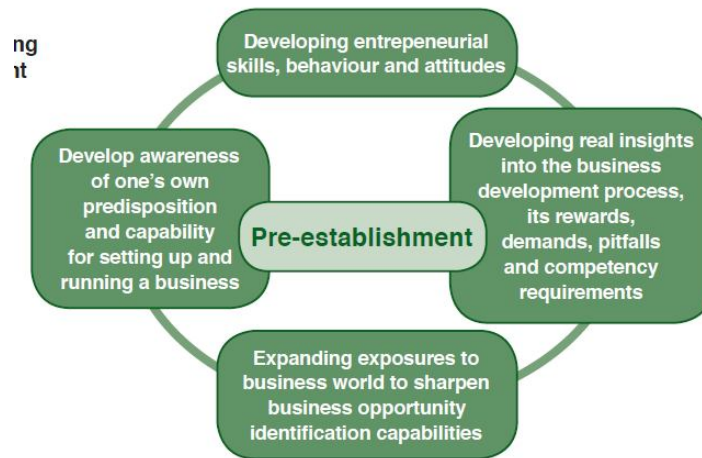 ng
nt
Developing entrepeneurial
skills, behaviour and attitudes
Develop awareness
of one's own
predisposition
and capability
for setting up and
running a business
Pre-establishment
Developing real insights
into the business
development process,
its rewards,
demands, pitfalls
and competency
requirements
Expanding exposures to
business world to sharpen
business opportunity
identification capabilities